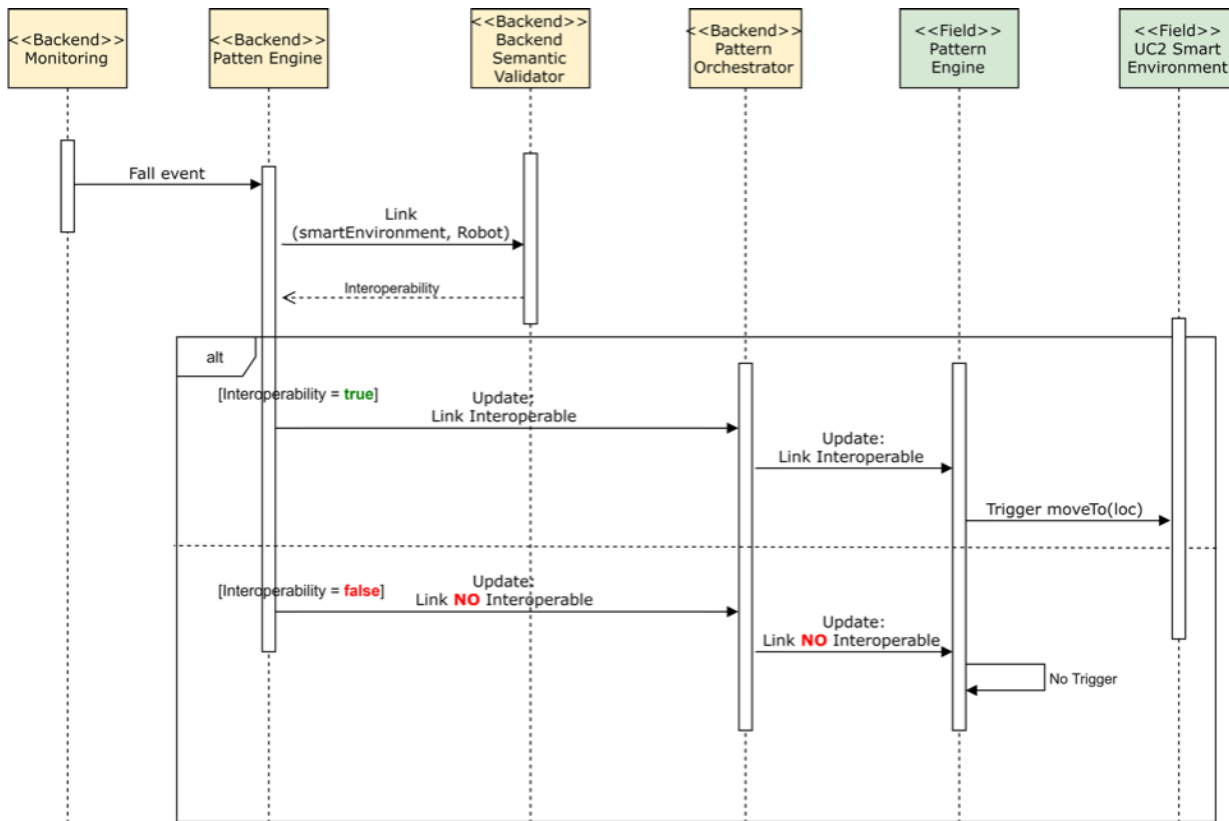 <<Backend>>
Monitoring
<<Backend>>
Patten Engine
<<Backend>>
Backend
Semantic
Validator
<<Backend>>
Pattern
Orchestrator
<<Field>>
Pattern
Engine
<<Field>>
UC2 Smart
Environment
Fall event
Link
(smartEnvironment, Robot)
Interoperability
alt
[Interoperability = true]
Update:
Link Interoperable
Update:
Link Interoperable
Trigger moveTo(loc)
[Interoperability = false]
Update:
Link NO Interoperable
Update:
Link NO Interoperable
No Trigger